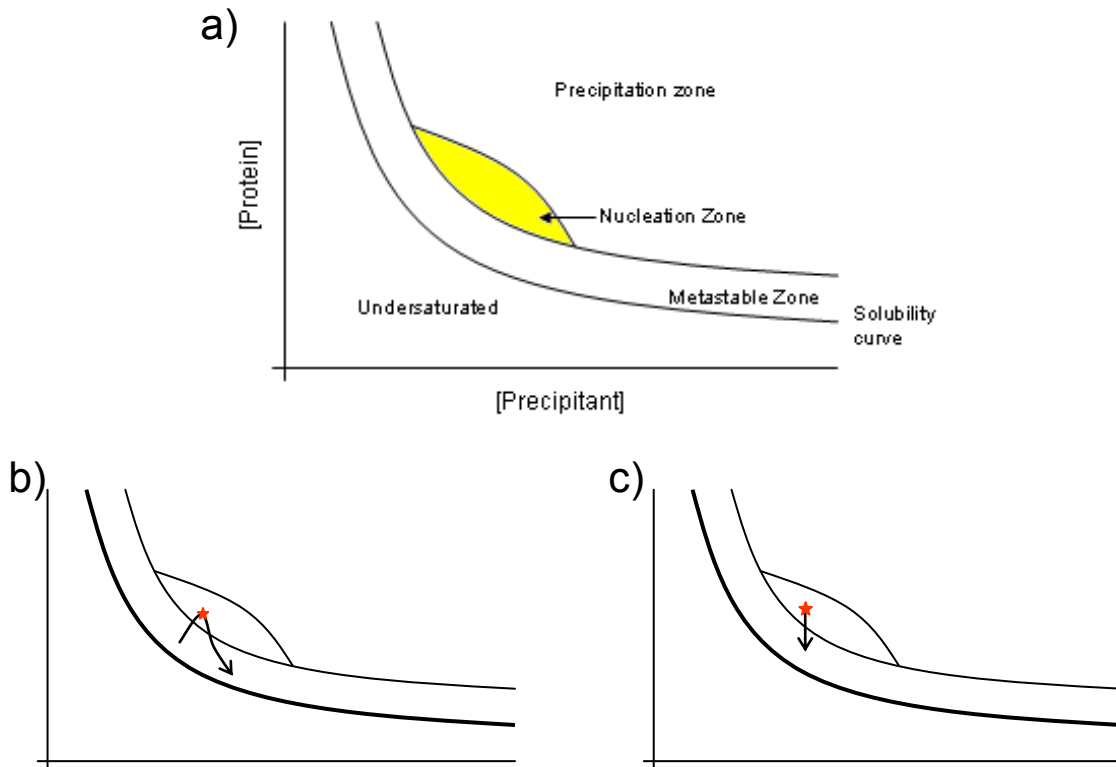 a)
Precipitation zone
[Protein]
Nucleation Zone
Metastable Zone
Undersaturated
Solubility
curve
[Precipitant]
b)
c)